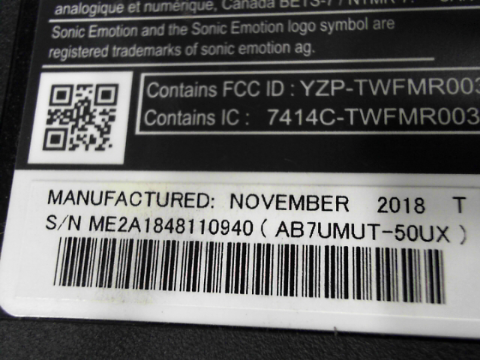 analogique et numérique, Canada
Sonic Emotion and the Sonic Emotion logo symbol are
registered trademarks of sonic emotion ag.
Contains FCC ID : YZP-TWFMR003
Contains IC : 7414C-TWFMR003
MANUFACTURED: NOVEMBER 2018 T
S/N ME2A1848110940 ( AB7UMUT-50UX )